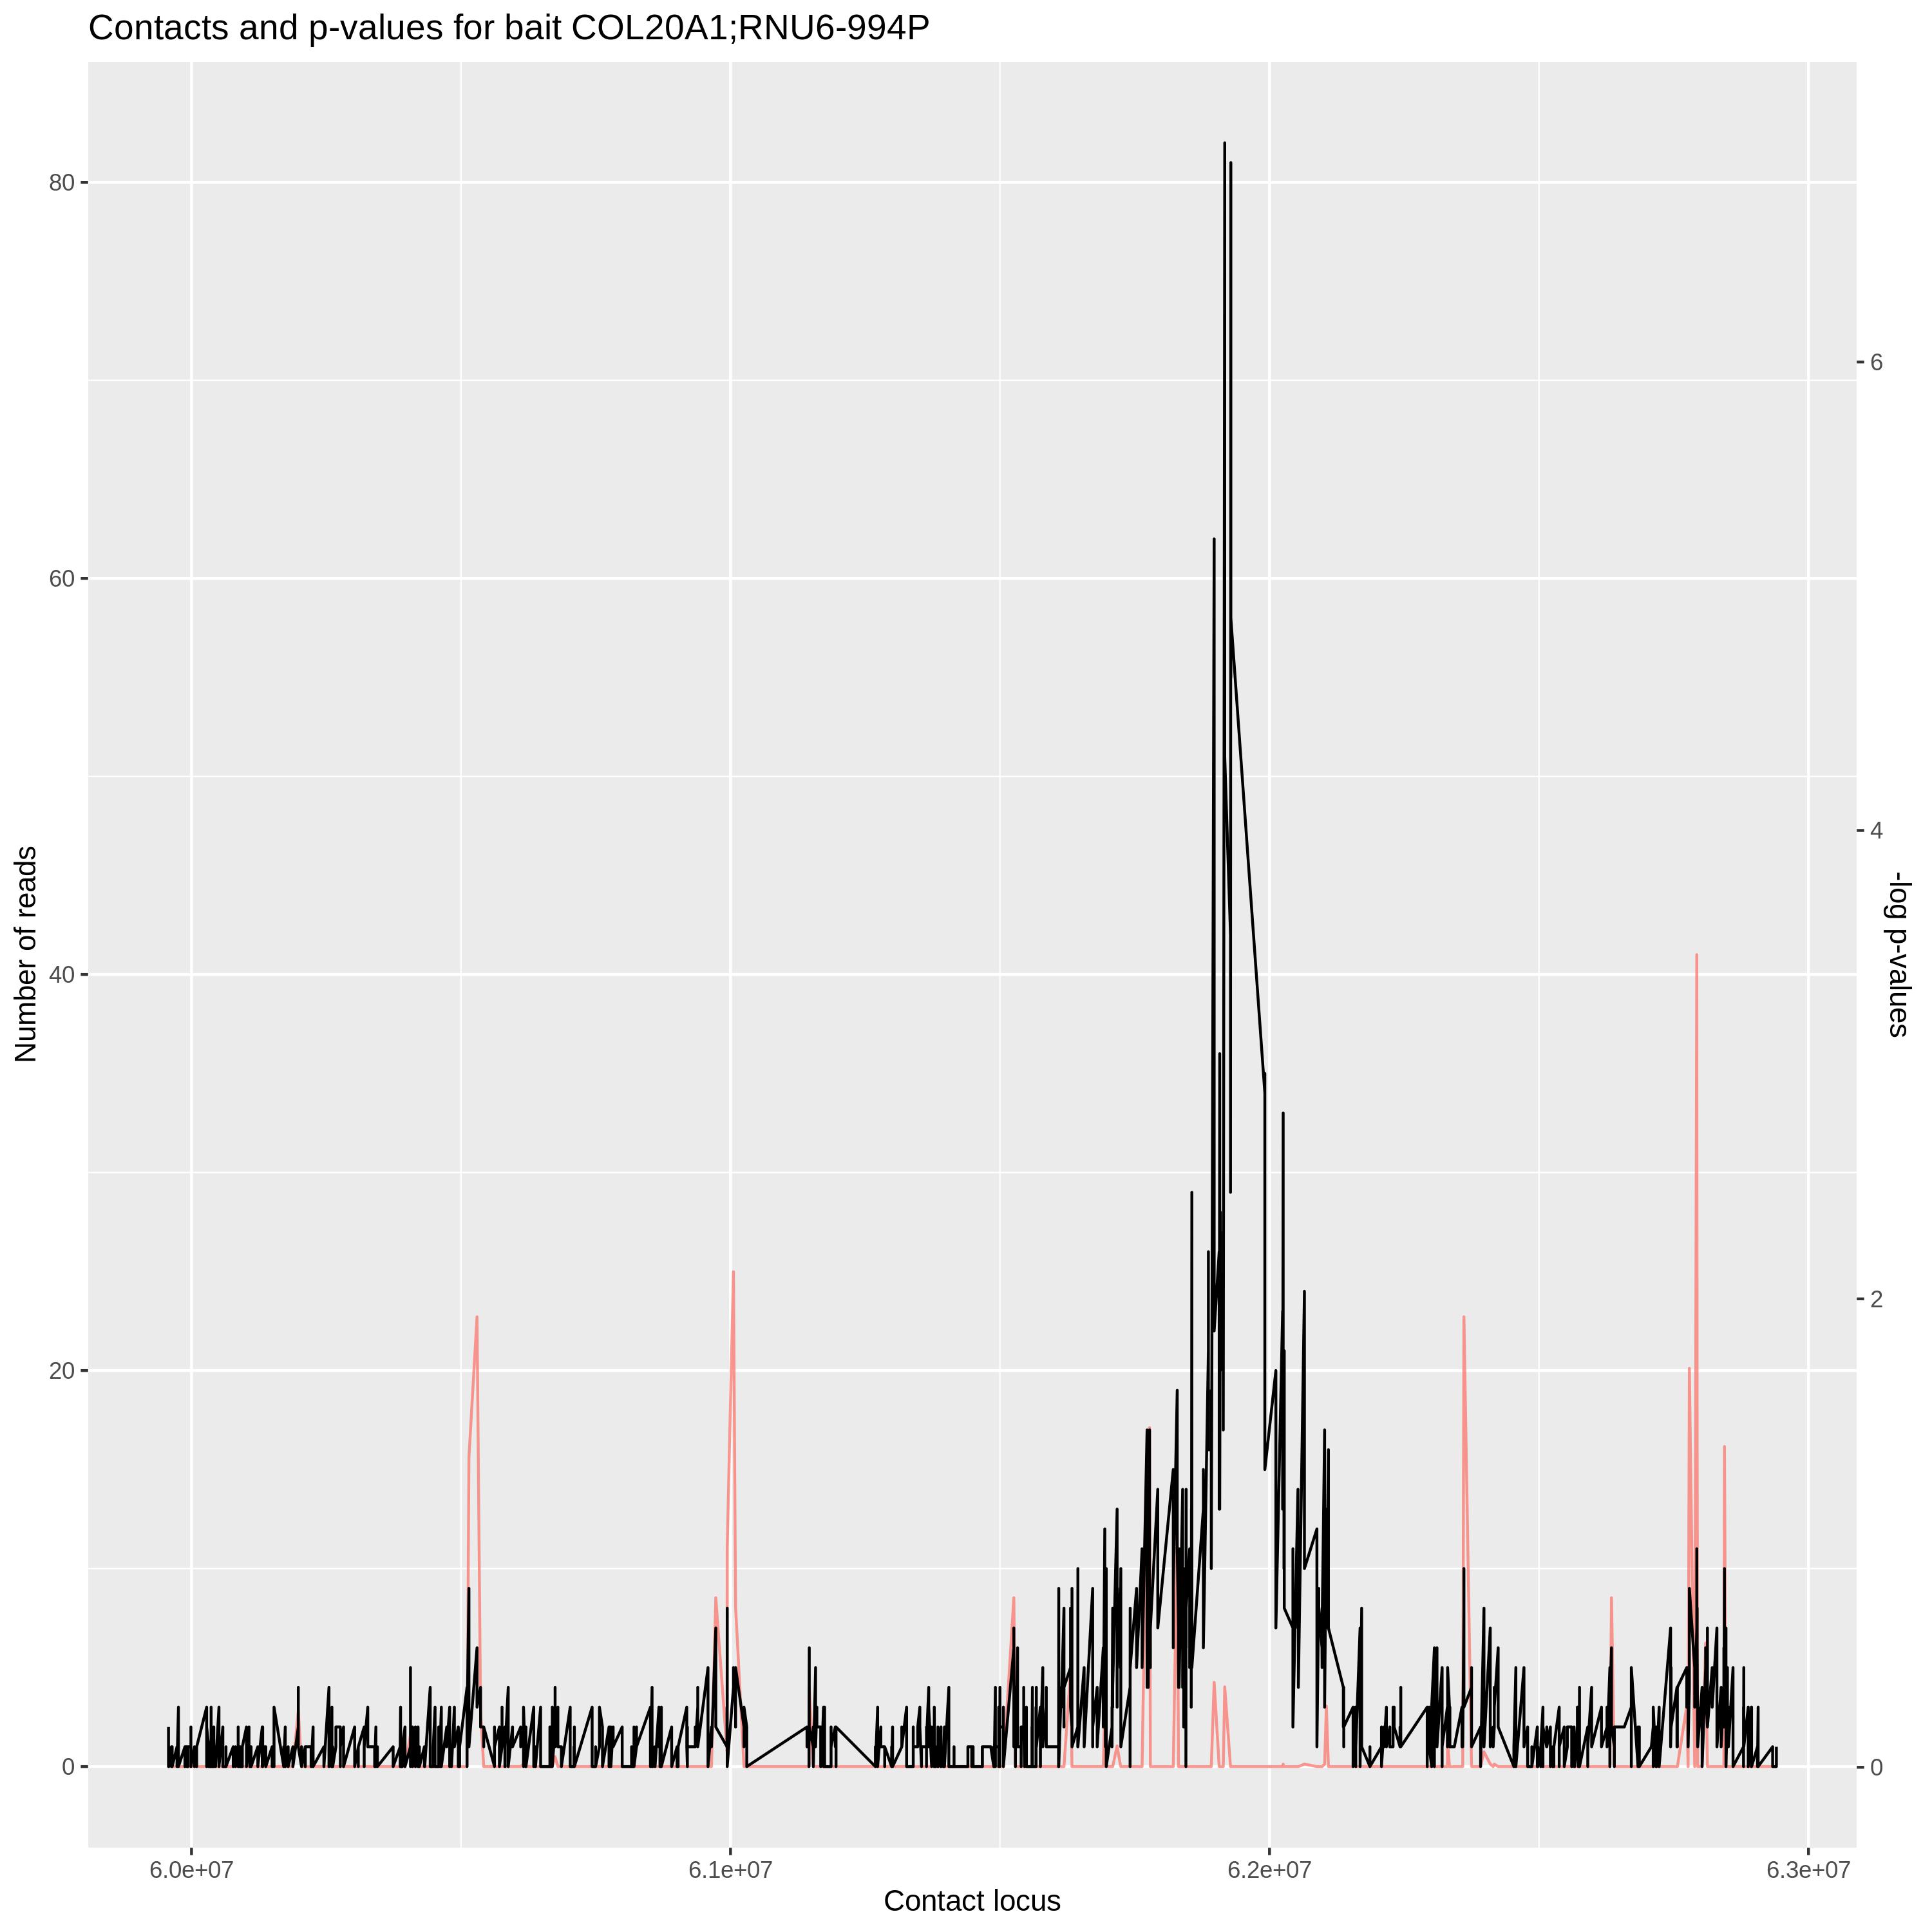 Contacts and p-values for bait COL20A1;RNU6-994P
80
60
40
20
0
Number of reads
6
4
2
0
-log p-values
6.0e+07
6.1e+07
6.2e+07
6.3e+07
Contact locus